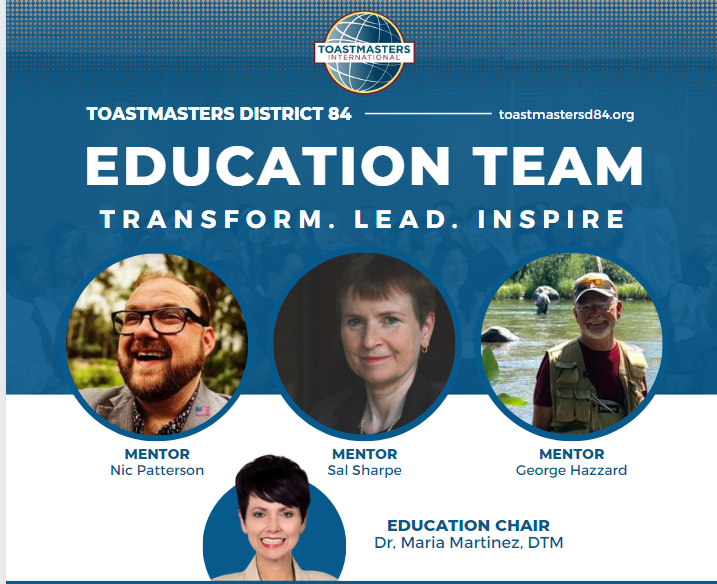 TOASTMASTERS
INTERNATIONAL
TOASTMASTERS DISTRICT 84
toastmastersd84.org
EDUCATION TEAM
TRANSFORM. LEAD. INSPIRE
MENTOR
Nic Patterson
MENTOR
Sal Sharpe
MENTOR
George Hazzard
EDUCATION CHAIR
Dr, Maria Martinez, DTM